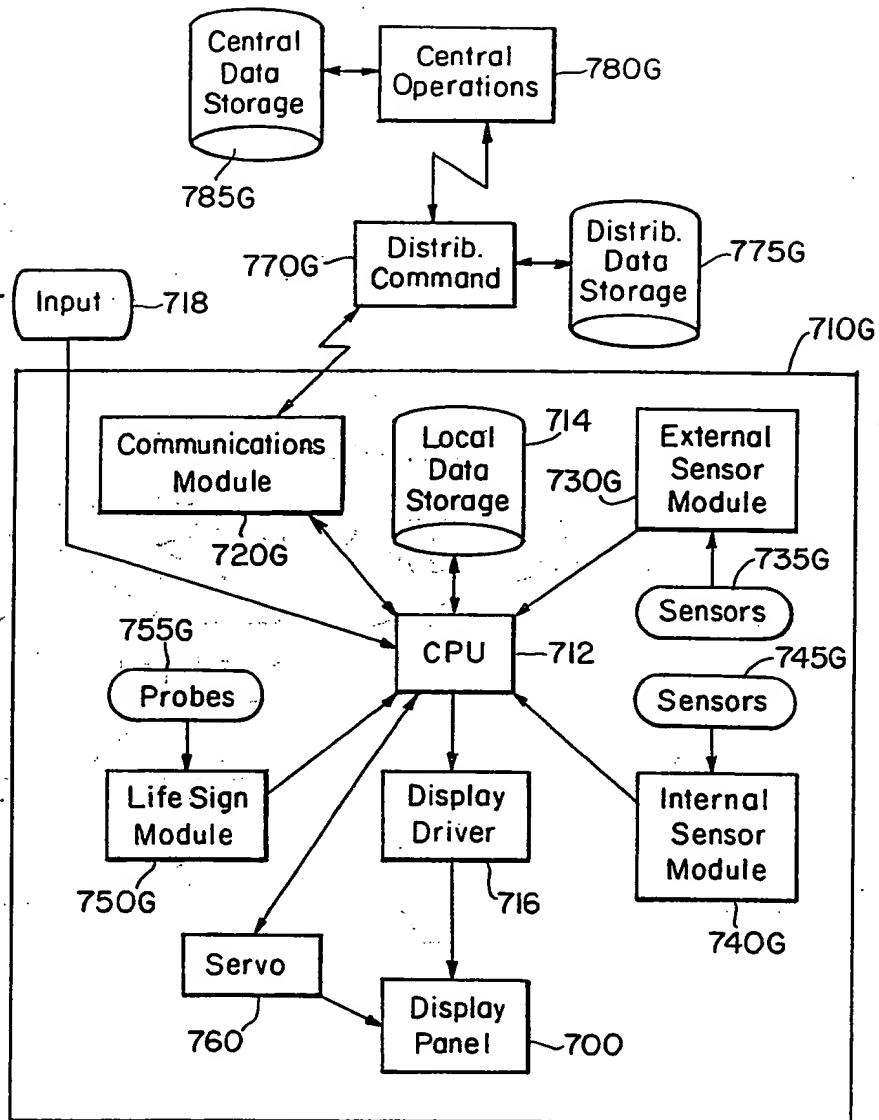 Central
Data
Storage
785G
Central
Operations
780G
770G
Distrib.
Command
Distrib.
Data
Storage
775G
Input
718
710G
Communications
Module
720G
Local
Data
Storage
714
730G
External
Sensor
Module
735G
Sensors
755G
Probes
CPU
712
745G
Sensors
Life Sign
Module
750G
Display
Driver
716
Internal
Sensor
Module
740G
Servo
760
Display
Panel
700